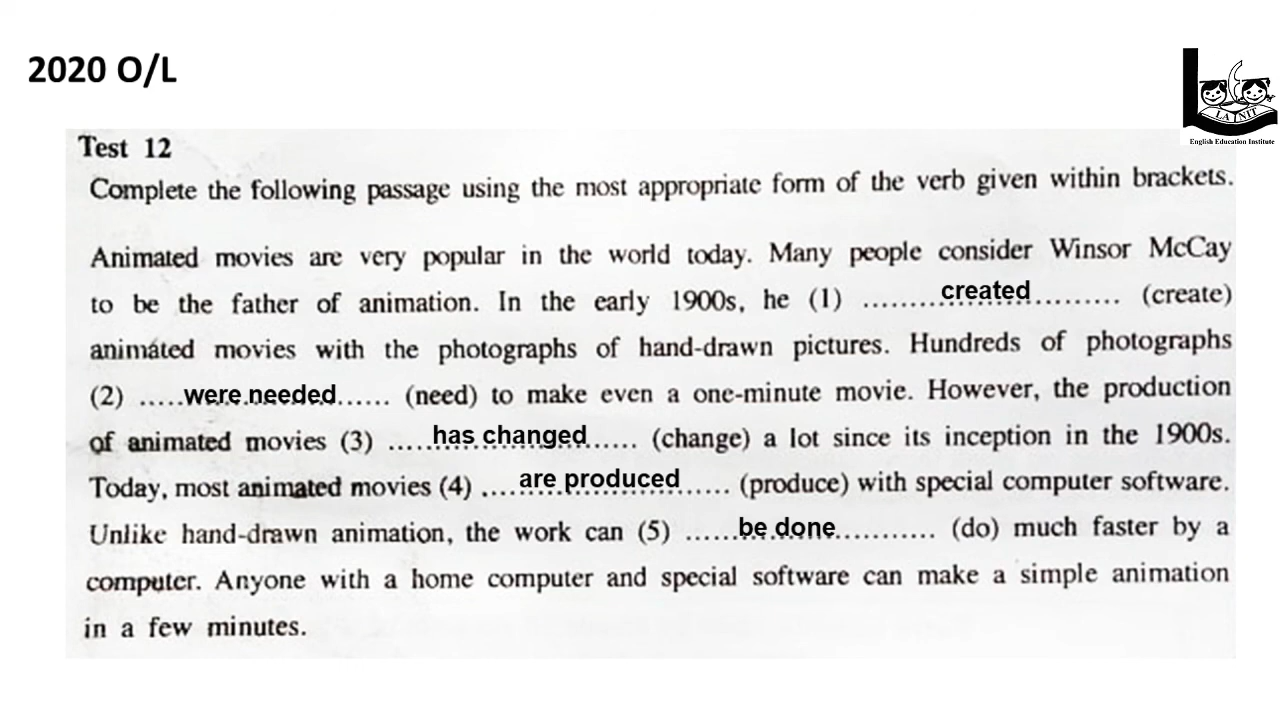 2020 O/L
LA NIT
English Education Institute
Test 12
Complete the following passage using the most appropriate form of the verb given within brackets.
Animated movies are very popular in the world today. Many people consider Winsor McCay
to be the father of animation. In the early 1900s, he (1) ........created......... (create)
animated movies with the photographs of hand-drawn pictures. Hundreds of photographs
(2) .....were needed...... (need) to make even a one-minute movie. However, the production
of animated movies (3) ....has changed...... (change) a lot since its inception in the 1900s.
Today, most animated movies (4) ....are produced..... (produce) with special computer software.
Unlike hand-drawn animation, the work can (5) ......be done........... (do) much faster by a
computer. Anyone with a home computer and special software can make a simple animation
in a few minutes.